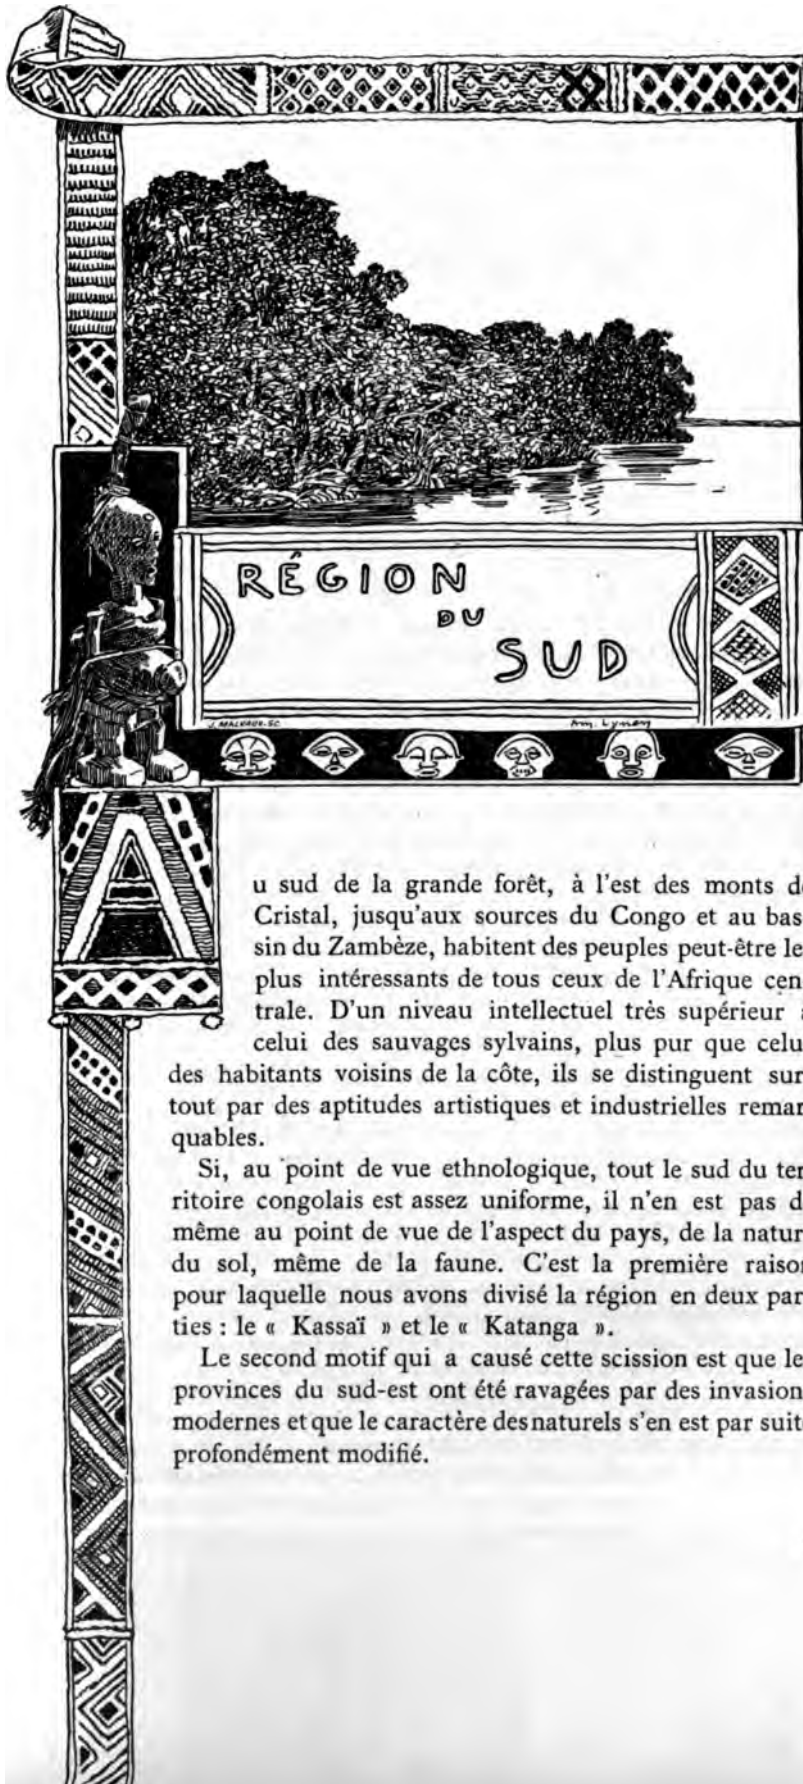 RÉGION
DU
SUD
J. MALVAUX. SC
Am. Lynen
A
u sud de la grande forêt, à l'est des monts d
Cristal, jusqu'aux sources du Congo et au bas
sin du Zambèze, habitent des peuples peut-être le
plus intéressants de tous ceux de l'Afrique cen
trale. D'un niveau intellectuel très supérieur à
celui des sauvages sylvains, plus pur que celu
des habitants voisins de la côte, ils se distinguent sur
tout par des aptitudes artistiques et industrielles remar
quables.
Si, au point de vue ethnologique, tout le sud du ter
ritoire congolais est assez uniforme, il n'en est pas d
même au point de vue de l'aspect du pays, de la natur
du sol, même de la faune. C'est la première raison
pour laquelle nous avons divisé la région en deux par
ties : le « Kassaï » et le « Katanga ».
Le second motif qui a causé cette scission est que le
provinces du sud-est ont été ravagées par des invasion
modernes et que le caractère des naturels s'en est par suit
profondément modifié.